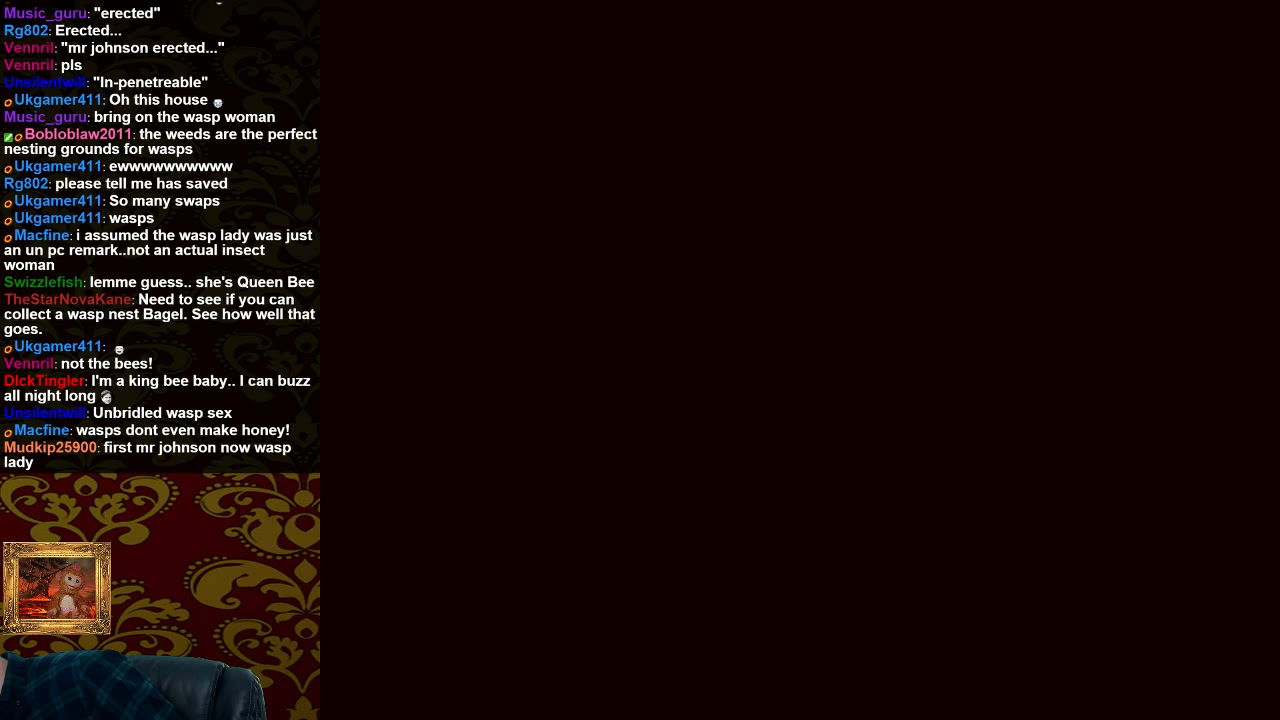 Music_guru: "erected"
Rg802: Erected...
Vennril: "mr johnson erected..."
Vennril: pls
Unsilentwill: "In-penetreable"
Ukgamer411: Oh this house
Music_guru: bring on the wasp woman
Bobloblaw2011: the weeds are the perfect
nesting grounds for wasps
Ukgamer411: ewwwwwwwwww
Rg802: please tell me has saved
Ukgamer411: So many swaps
Ukgamer411: wasps
Macfine: i assumed the wasp lady was just
an un pc remark..not an actual insect
woman
Swizzlefish: lemme guess.. she's Queen Bee
TheStarNovaKane: Need to see if you can
collect a wasp nest Bagel. See how well that
goes.
Ukgamer411:
Vennril: not the bees!
DIckTingler: I'm a king bee baby.. I can buzz
all night long
Unsilentwill: Unbridled wasp sex
Macfine: wasps dont even make honey!
Mudkip25900: first mr johnson now wasp
lady